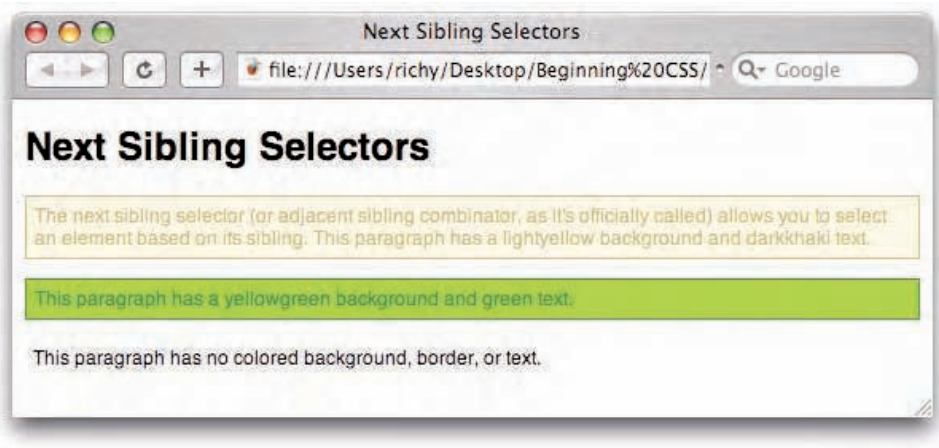 Next Sibling Selectors
file:///Users/richy/Desktop/Beginning%20CSS/
Google
Next Sibling Selectors
The next sibling selector (or adjacent sibling combinator, as it's officially called) allows you to select
an element based on its sibling. This paragraph has a lightyellow background and darkkhaki text.
This paragraph has a yellowgreen background and green text.
This paragraph has no colored background, border, or text.